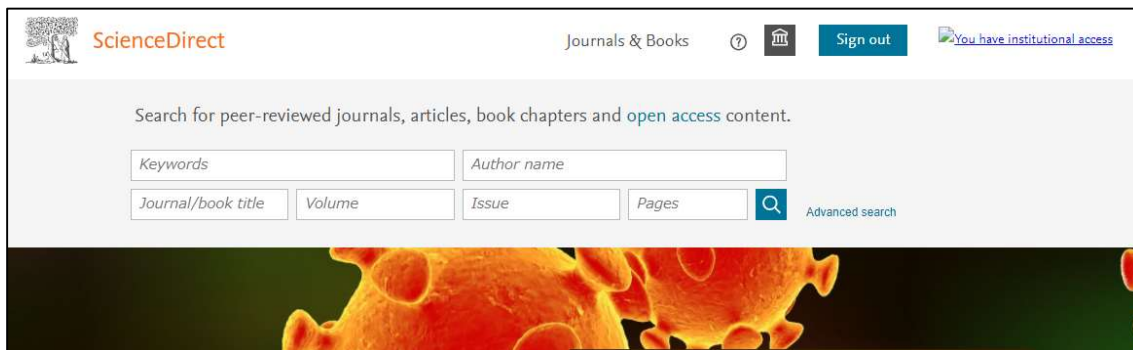 ScienceDirect
Journals & Books
?
Sign out
You have institutional access
Search for peer-reviewed journals, articles, book chapters and open access content.
Keywords
Author name
Journal/book title
Volume
Issue
Pages
Advanced search